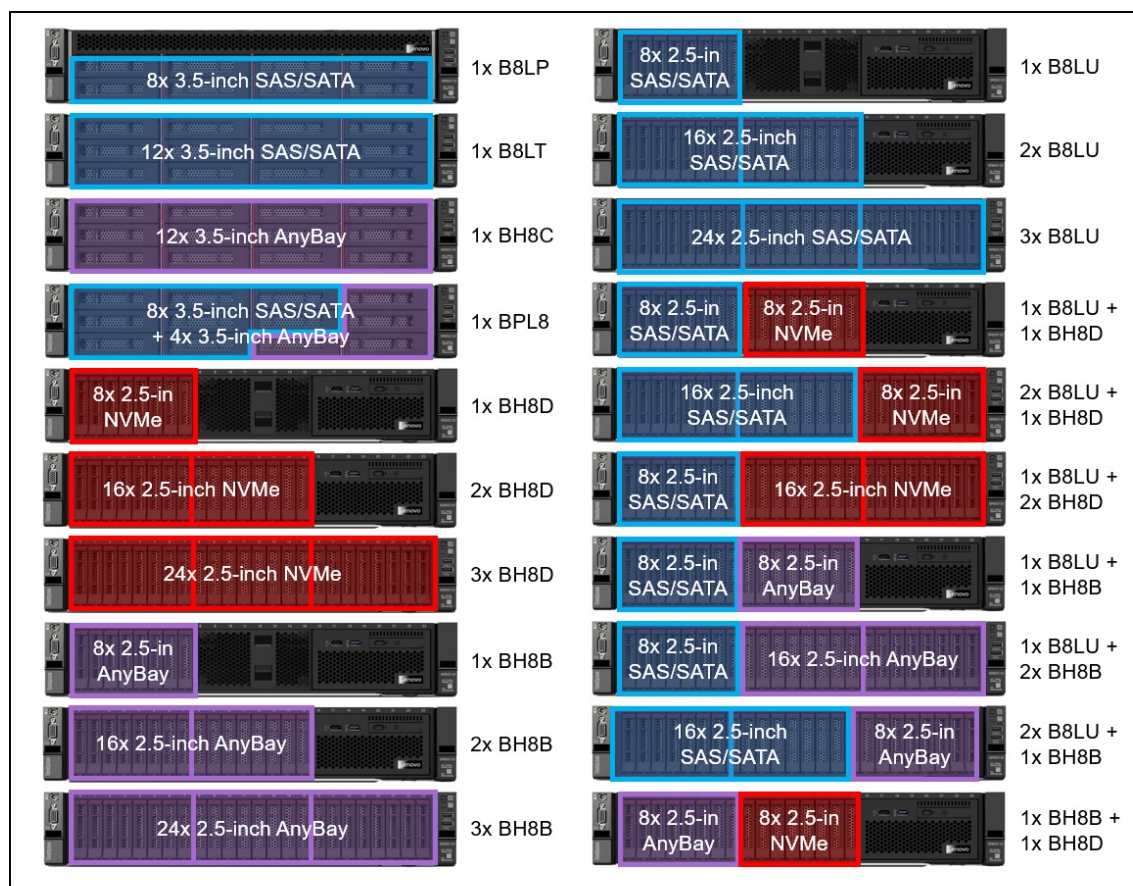 8x 3.5-inch SAS/SATA
1x B8LP
12x 3.5-inch SAS/SATA
1x B8LT
12x 3.5-inch AnyBay
1x BH8C
8x 3.5-inch SAS/SATA
+ 4x 3.5-inch AnyBay
1x BPL8
8x 2.5-in
NVMe
1x BH8D
16x 2.5-inch NVMe
2x BH8D
24x 2.5-inch NVMe
3x BH8D
8x 2.5-in
AnyBay
1x BH8B
16x 2.5-inch AnyBay
2x BH8B
24x 2.5-inch AnyBay
3x BH8B
8x 2.5-in
SAS/SATA
1x B8LU
16x 2.5-inch
SAS/SATA
2x B8LU
24x 2.5-inch SAS/SATA
3x B8LU
8x 2.5-in
SAS/SATA
8x 2.5-in
NVMe
1x B8LU +
1x BH8D
16x 2.5-inch
SAS/SATA
8x 2.5-in
NVMe
2x B8LU +
1x BH8D
8x 2.5-in
SAS/SATA
16x 2.5-inch NVMe
1x B8LU +
2x BH8D
8x 2.5-in
SAS/SATA
8x 2.5-in
AnyBay
1x B8LU +
1x BH8B
8x 2.5-in
SAS/SATA
16x 2.5-inch AnyBay
1x B8LU +
2x BH8B
16x 2.5-inch
SAS/SATA
8x 2.5-in
AnyBay
2x B8LU +
1x BH8B
8x 2.5-in
AnyBay
8x 2.5-in
NVMe
1x BH8B +
1x BH8D